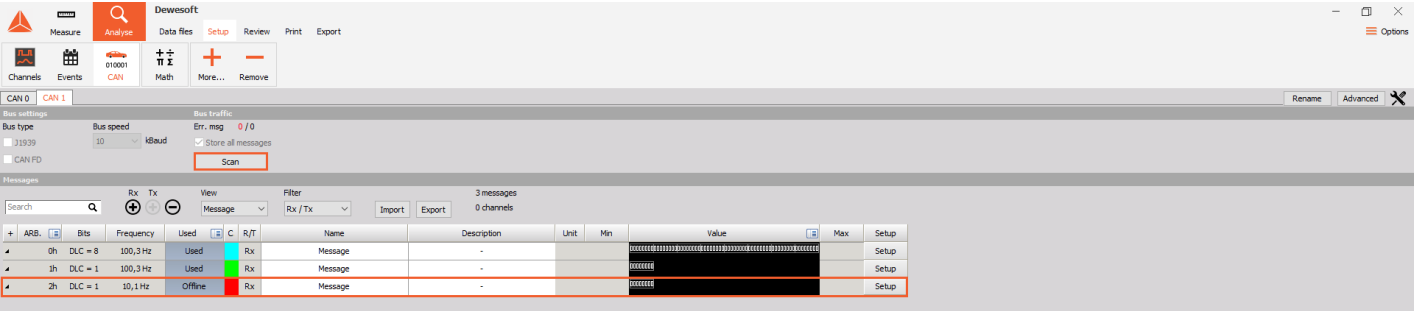 Dewesoft
Measure Analyse Data files Setup Review Print Export
Options
010001
Channels Events CAN Math More... Remove
CAN 0 CAN 1 Rename Advanced
Bus settings Bus traffic
Bus type Bus speed Err. msg 0 / 0
J1939 10 kBaud Store all messages
CAN FD Scan
Messages
Rx Tx View Filter 3 messages
Search Message Rx / Tx Import Export 0 channels
+ ARB. Bits Frequency Used C R/T Name Description Unit Min Value Max Setup
0h DLC = 8 100,3 Hz Used Rx Message - Setup
1h DLC = 1 100,3 Hz Used Rx Message - Setup
2h DLC = 1 10,1 Hz Offline Rx Message - Setup